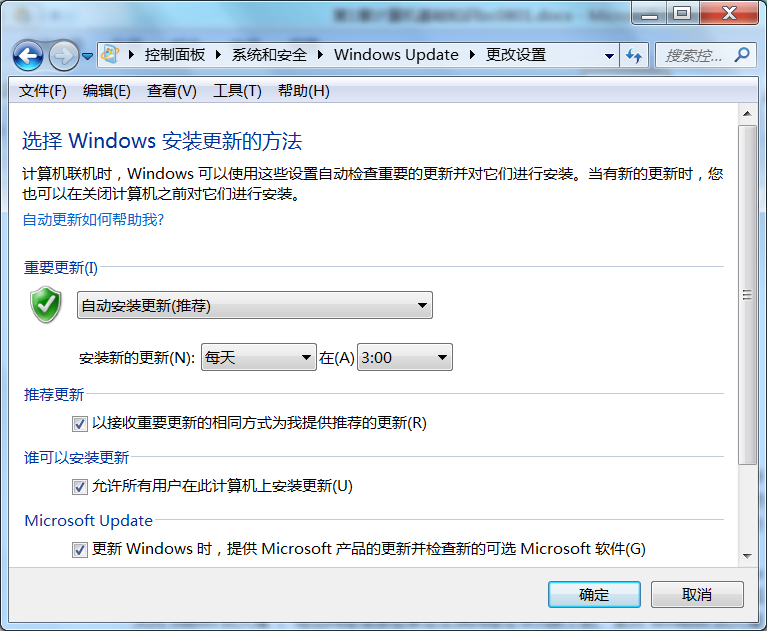 控制面板 系统和安全 Windows Update 更改设置 搜索控...
文件(F) 编辑(E) 查看(V) 工具(T) 帮助(H)
选择 Windows 安装更新的方法
计算机联机时，Windows 可以使用这些设置自动检查重要的更新并对它们进行安装。当有新的更新时，您
也可以在关闭计算机之前对它们进行安装。
自动更新如何帮助我?
重要更新(I)
自动安装更新(推荐)
安装新的更新(N): 每天 在(A) 3:00
推荐更新
以接收重要更新的相同方式为我提供推荐的更新(R)
谁可以安装更新
允许所有用户在此计算机上安装更新(U)
Microsoft Update
更新 Windows 时，提供 Microsoft 产品的更新并检查新的可选 Microsoft 软件(G)
确定 取消